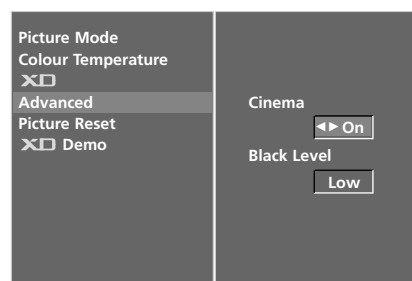 Picture Mode
Colour Temperature
XD
Advanced
Picture Reset
XD Demo
Cinema
◄► On
Black Level
Low